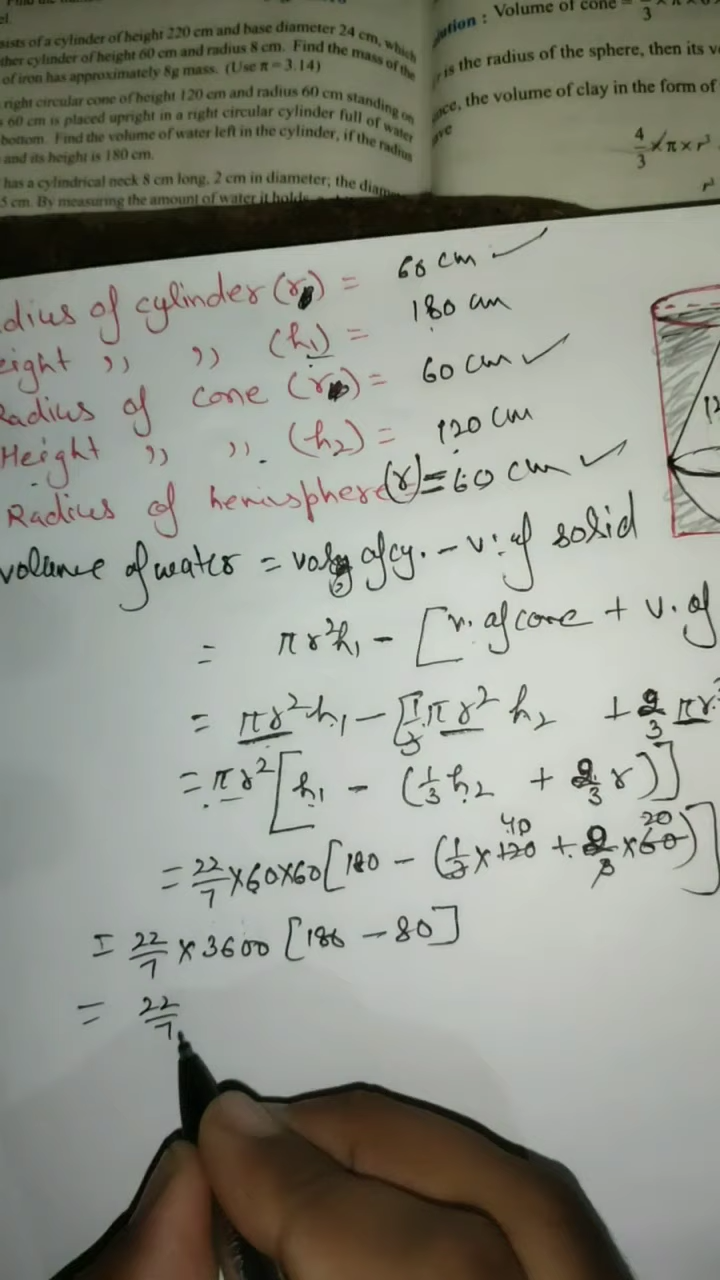 sists of a cylinder of height 220 cm and base diameter 24 cm, which
ther cylinder of height 60 cm and radius 8 cm. Find the mass of the
of iron has approximately 8g mass. (Use π = 3.14)
right circular cone of height 120 cm and radius 60 cm standing on
60 cm is placed upright in a right circular cylinder full of water
bottom. Find the volume of water left in the cylinder, if the radius
and its height is 180 cm.
has a cylindrical neck 8 cm long, 2 cm in diameter; the diam
5 cm. By measuring the amount of water it holds
ution : Volume of cone =
is the radius of the sphere, then its v
ce, the volume of clay in the form of
4/3 × π × r³
r³
dius of cylinder (r) = 60 cm ✓
eight ,, ,, (h₁) = 180 cm
Radius of cone (r) = 60 cm ✓
Height ,, ,, (h₂) = 120 cm
Radius of hemisphere (r) = 60 cm ✓
volume of water = of cy. - v. of solid
= πr²h₁ - [v. of cone + v. of
= πr²h₁ - [1/3 πr² h₂ + 2/3 πr³
= πr² [h₁ - (1/3 h₂ + 2/3 r)]
= 22/7 × 60 × 60 [180 - (1/3 × 120 40 + 2/3 × 60 20)]
= 22/7 × 3600 [180 - 80]
= 22/7